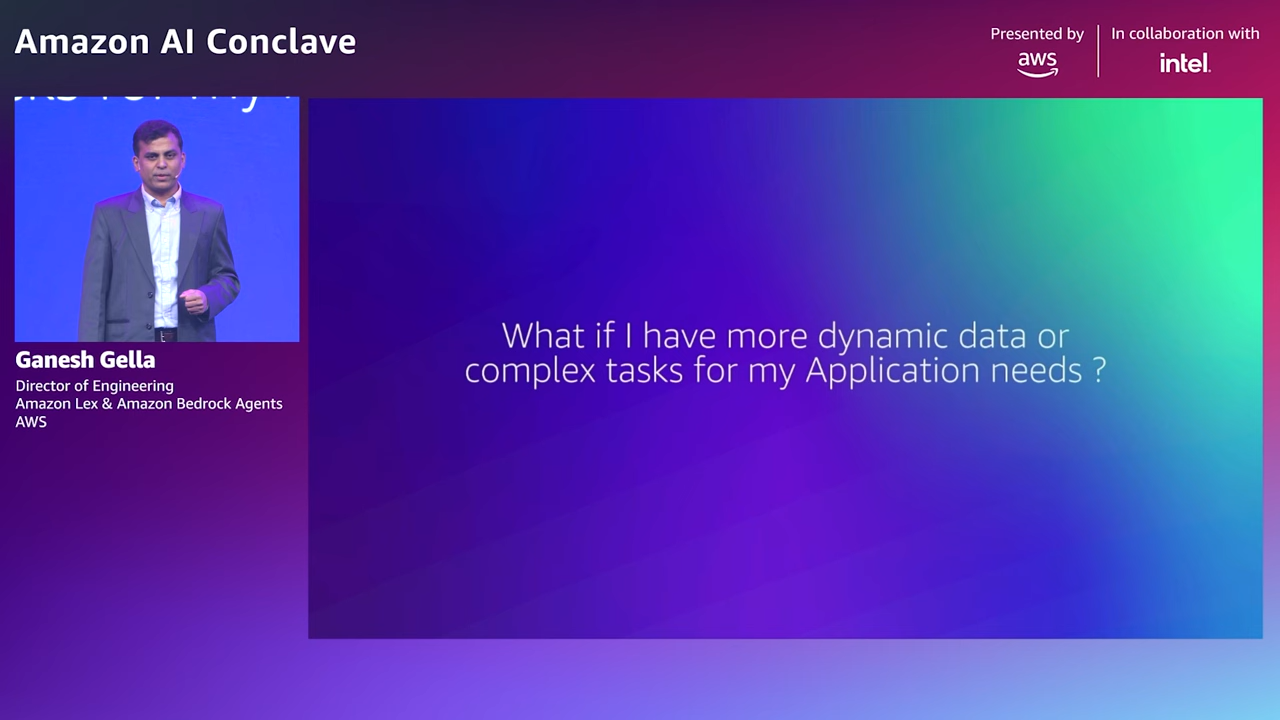 Amazon AI Conclave
Presented by
aws
In collaboration with
intel.
Ganesh Gella
Director of Engineering
Amazon Lex & Amazon Bedrock Agents
AWS
What if I have more dynamic data or
complex tasks for my Application needs ?